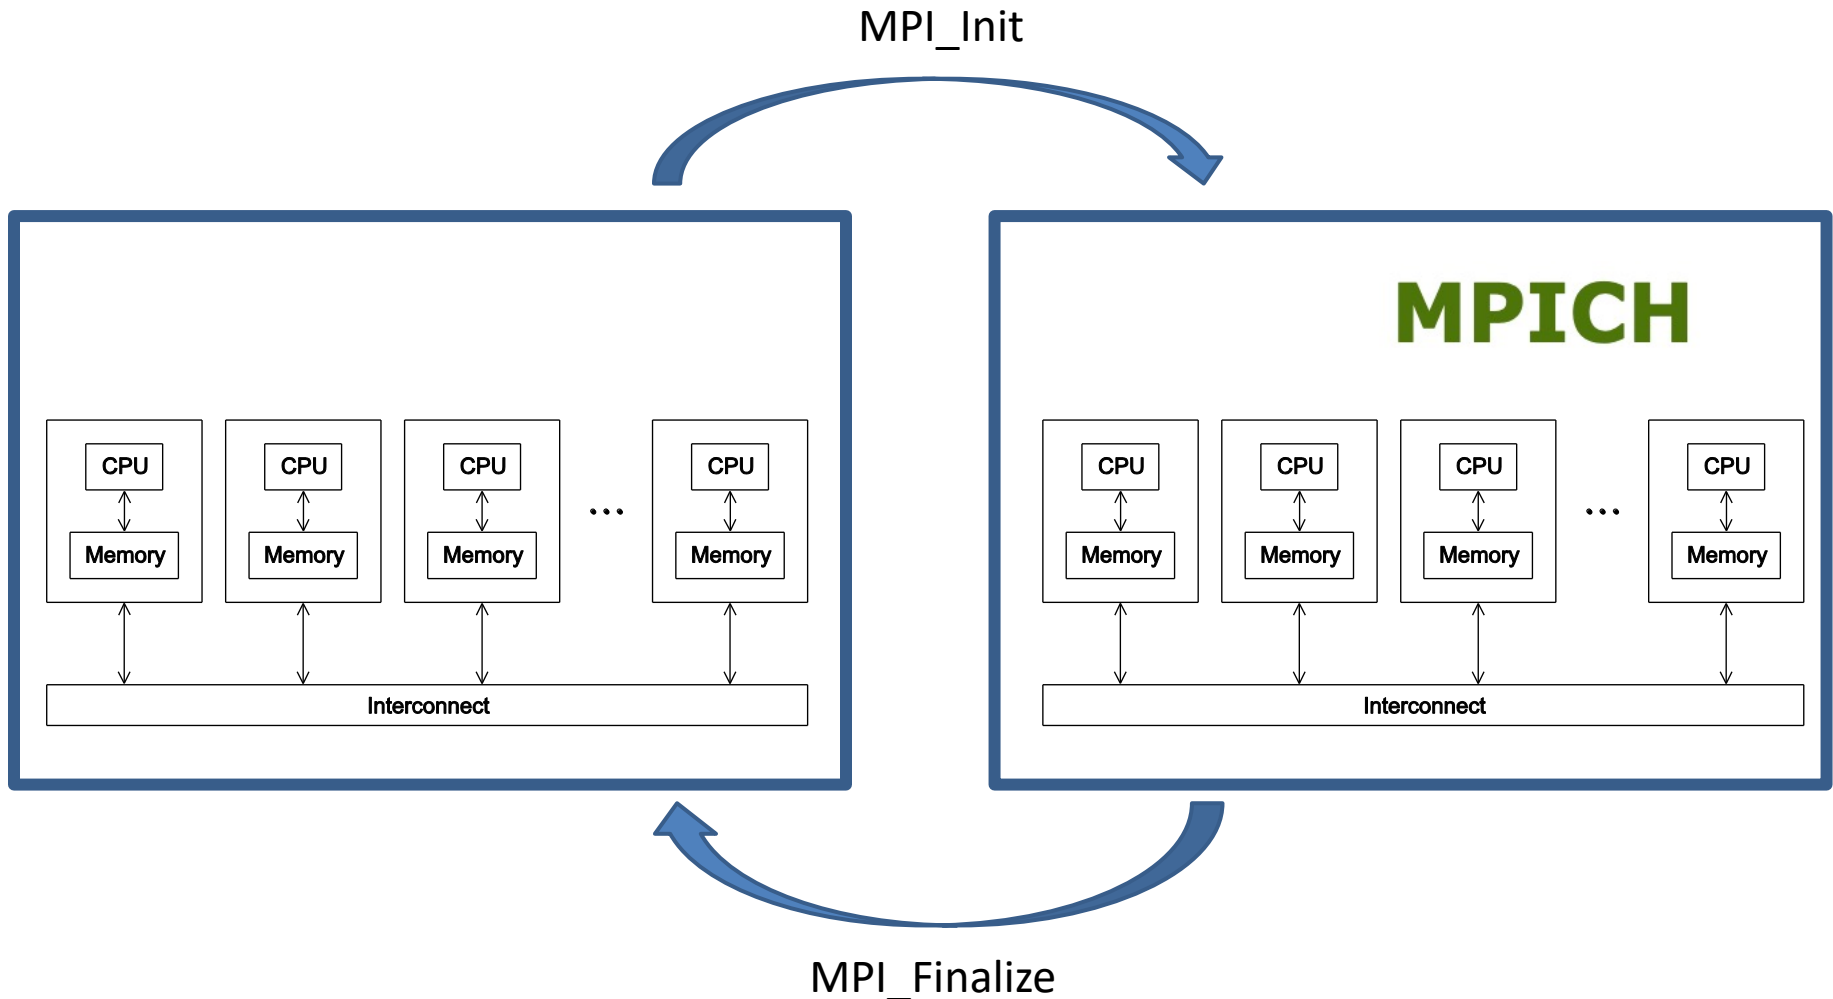 MPI_Init
MPICH
CPU CPU CPU ... CPU
Memory Memory Memory Memory
Interconnect
CPU CPU CPU ... CPU
Memory Memory Memory Memory
Interconnect
MPI_Finalize